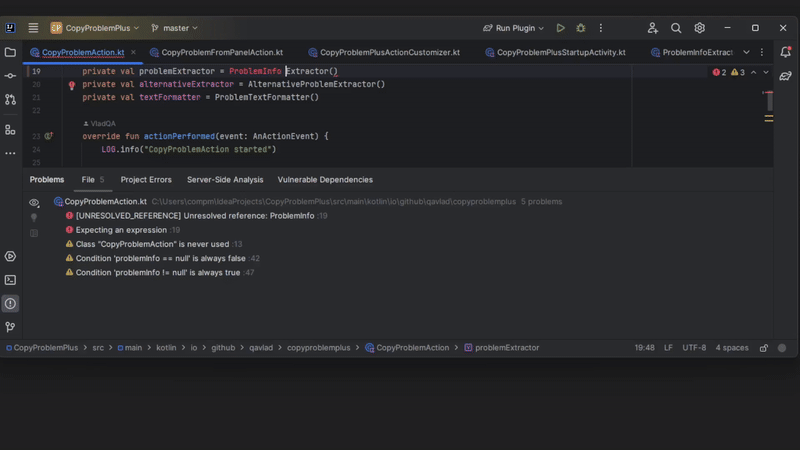 CP CopyProblemPlus master Run Plugin
CopyProblemAction.kt CopyProblemFromPanelAction.kt CopyProblemPlusActionCustomizer.kt CopyProblemPlusStartupActivity.kt ProblemInfoExtract
19 private val problemExtractor = ProblemInfo Extractor() 2 3
20 private val alternativeExtractor = AlternativeProblemExtractor()
21 private val textFormatter = ProblemTextFormatter()
22
VladQA
23 override fun actionPerformed(event: AnActionEvent) {
24 LOG.info("CopyProblemAction started")
25
Problems File 5 Project Errors Server-Side Analysis Vulnerable Dependencies
CopyProblemAction.kt C:\Users\compm\IdeaProjects\CopyProblemPlus\src\main\kotlin\io\github\qavlad\copyproblemplus 5 problems
[UNRESOLVED_REFERENCE] Unresolved reference: ProblemInfo :19
Expecting an expression :19
Class "CopyProblemAction" is never used :13
Condition 'problemInfo == null' is always false :42
Condition 'problemInfo != null' is always true :47
CopyProblemPlus > src > main > kotlin > io > github > qavlad > copyproblemplus > CopyProblemAction > problemExtractor 19:48 LF UTF-8 4 spaces